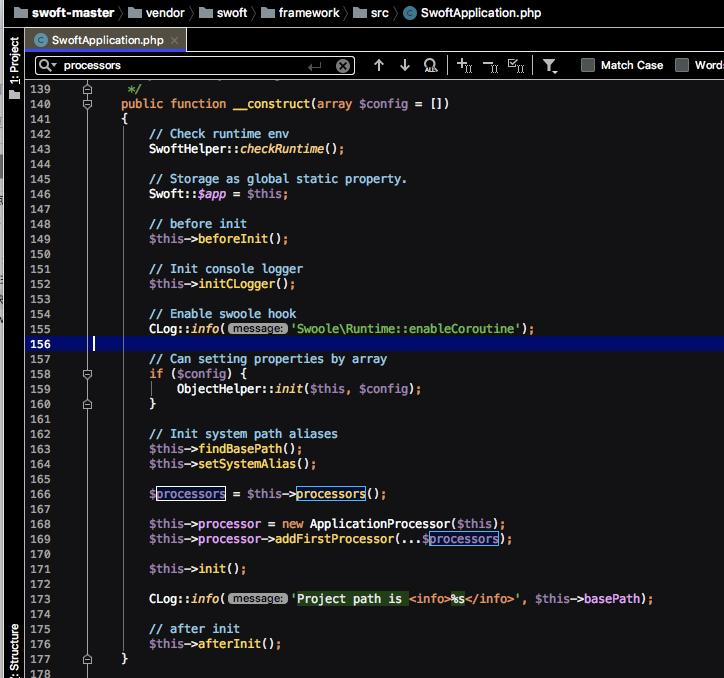 swoft-master vendor swoft framework src SwoftApplication.php
SwoftApplication.php
1: Project
processors
ALL
Match Case
Words
139 */
140 public function __construct(array $config = [])
141 {
142 // Check runtime env
143 SwoftHelper::checkRuntime();
144
145 // Storage as global static property.
146 Swoft::$app = $this;
147
148 // before init
149 $this->beforeInit();
150
151 // Init console logger
152 $this->initCLogger();
153
154 // Enable swoole hook
155 CLog::info( message: 'Swoole\Runtime::enableCoroutine');
156
157 // Can setting properties by array
158 if ($config) {
159 ObjectHelper::init($this, $config);
160 }
161
162 // Init system path aliases
163 $this->findBasePath();
164 $this->setSystemAlias();
165
166 $processors = $this->processors();
167
168 $this->processor = new ApplicationProcessor($this);
169 $this->processor->addFirstProcessor(...$processors);
170
171 $this->init();
172
173 CLog::info( message: 'Project path is <info>%s</info>', $this->basePath);
174
175 // after init
176 $this->afterInit();
177 }
178
: Structure